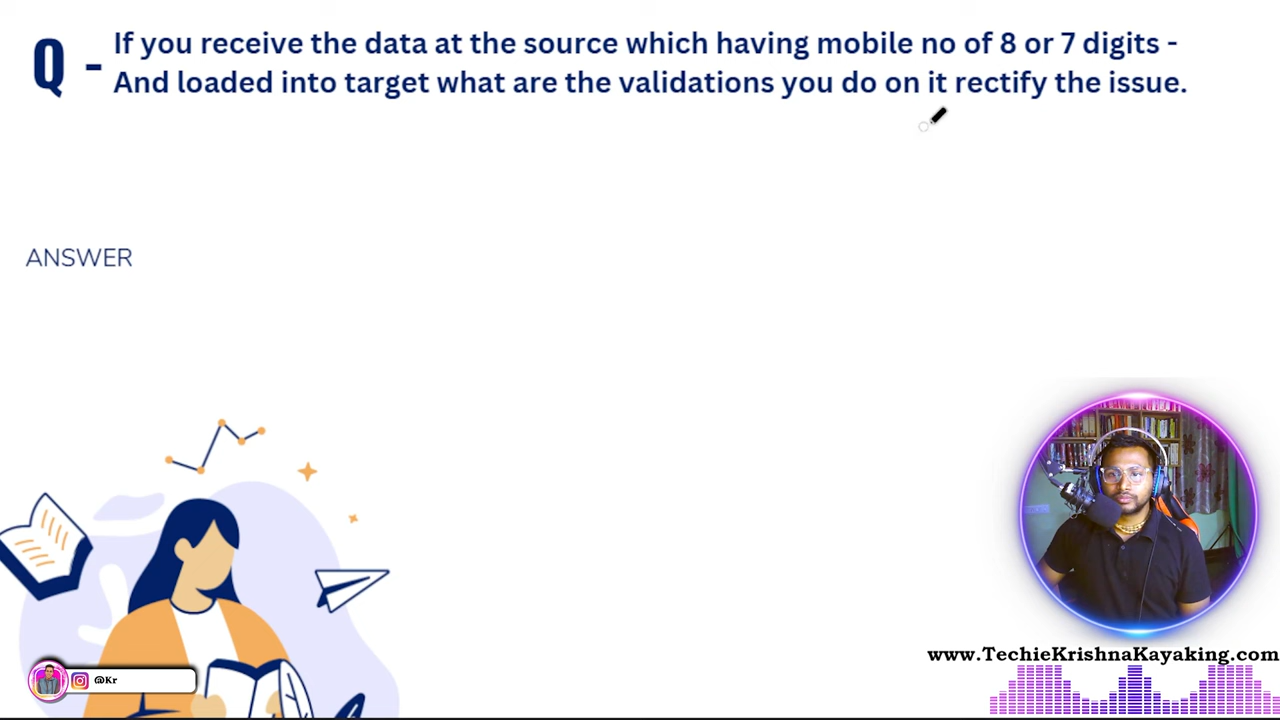 Q - If you receive the data at the source which having mobile no of 8 or 7 digits -
And loaded into target what are the validations you do on it rectify the issue.
ANSWER
www.TechieKrishnaKayaking.com
@Kr